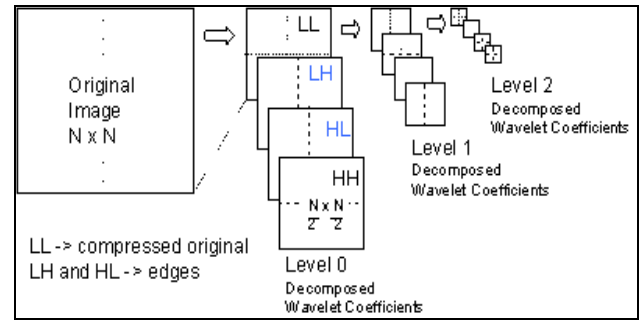 Original
Image
N x N
LL
LH
HL
HH
N x N
2 2
LL -> compressed original
LH and HL -> edges
Level 0
Decomposed
Wavelet Coefficients
Level 1
Decomposed
Wavelet Coefficients
Level 2
Decomposed
Wavelet Coefficients